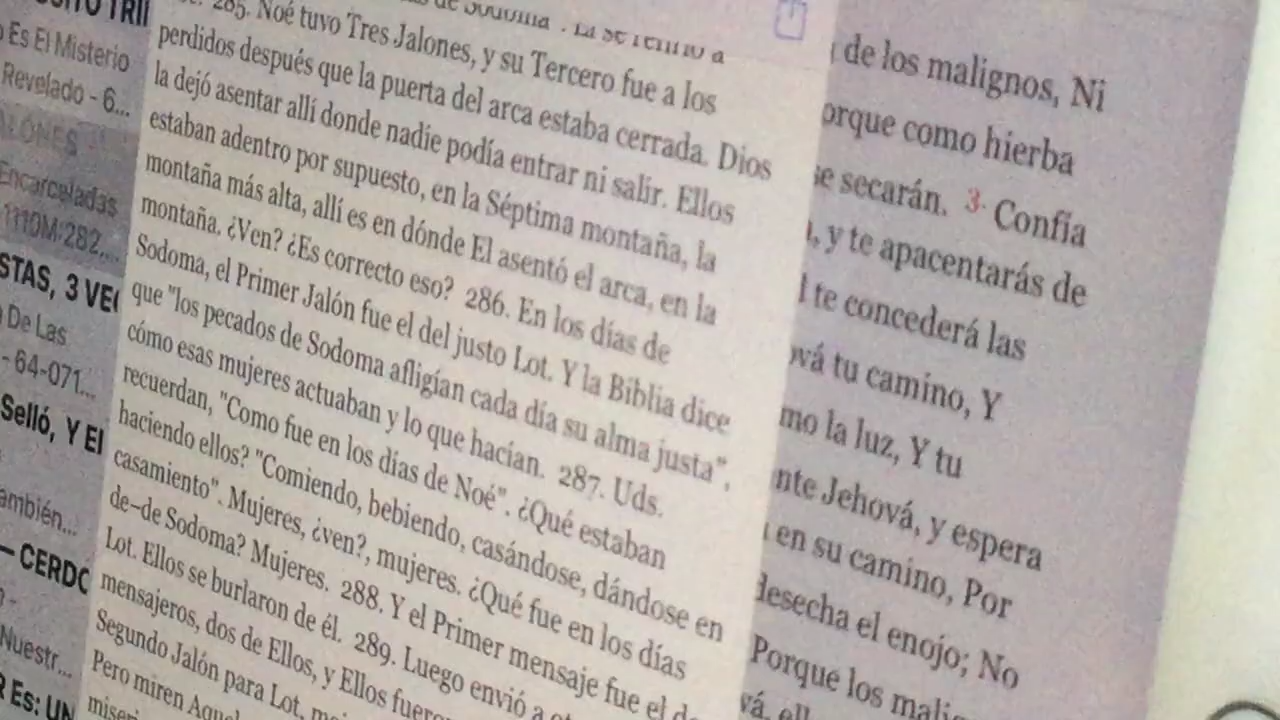 TRII
Es El Misterio
Revelado - 6...
Encarceladas
1110M:282,...
STAS, 3 VE
De Las
- 64-071...
Selló, Y El
ambién...
— CERDO
Nuestr...
R Es: UN
de Sodoma
285. Noé tuvo Tres Jalones, y su Tercero fue a los
perdidos después que la puerta del arca estaba cerrada. Dios
la dejó asentar allí donde nadie podía entrar ni salir. Ellos
estaban adentro por supuesto, en la Séptima montaña, la
montaña más alta, allí es en dónde El asentó el arca, en la
montaña. ¿Ven? ¿Es correcto eso? 286. En los días de
Sodoma, el Primer Jalón fue el del justo Lot. Y la Biblia dice
que "los pecados de Sodoma afligían cada día su alma justa",
cómo esas mujeres actuaban y lo que hacían. 287. Uds.
recuerdan, "Como fue en los días de Noé". ¿Qué estaban
haciendo ellos? "Comiendo, bebiendo, casándose, dándose en
casamiento". Mujeres, ¿ven?, mujeres. ¿Qué fue en los días
de–de Sodoma? Mujeres. 288. Y el Primer mensaje fue el de
Lot. Ellos se burlaron de él. 289. Luego envió a
mensajeros, dos de Ellos, y Ellos
Segundo Jalón para Lot,
Pero miren
de los malignos, Ni
orque como hierba
se secarán. 3. Confía
, y te apacentarás de
l te concederá las
ová tu camino, Y
mo la luz, Y tu
nte Jehová, y espera
en su camino, Por
desecha el enojo; No
Porque los